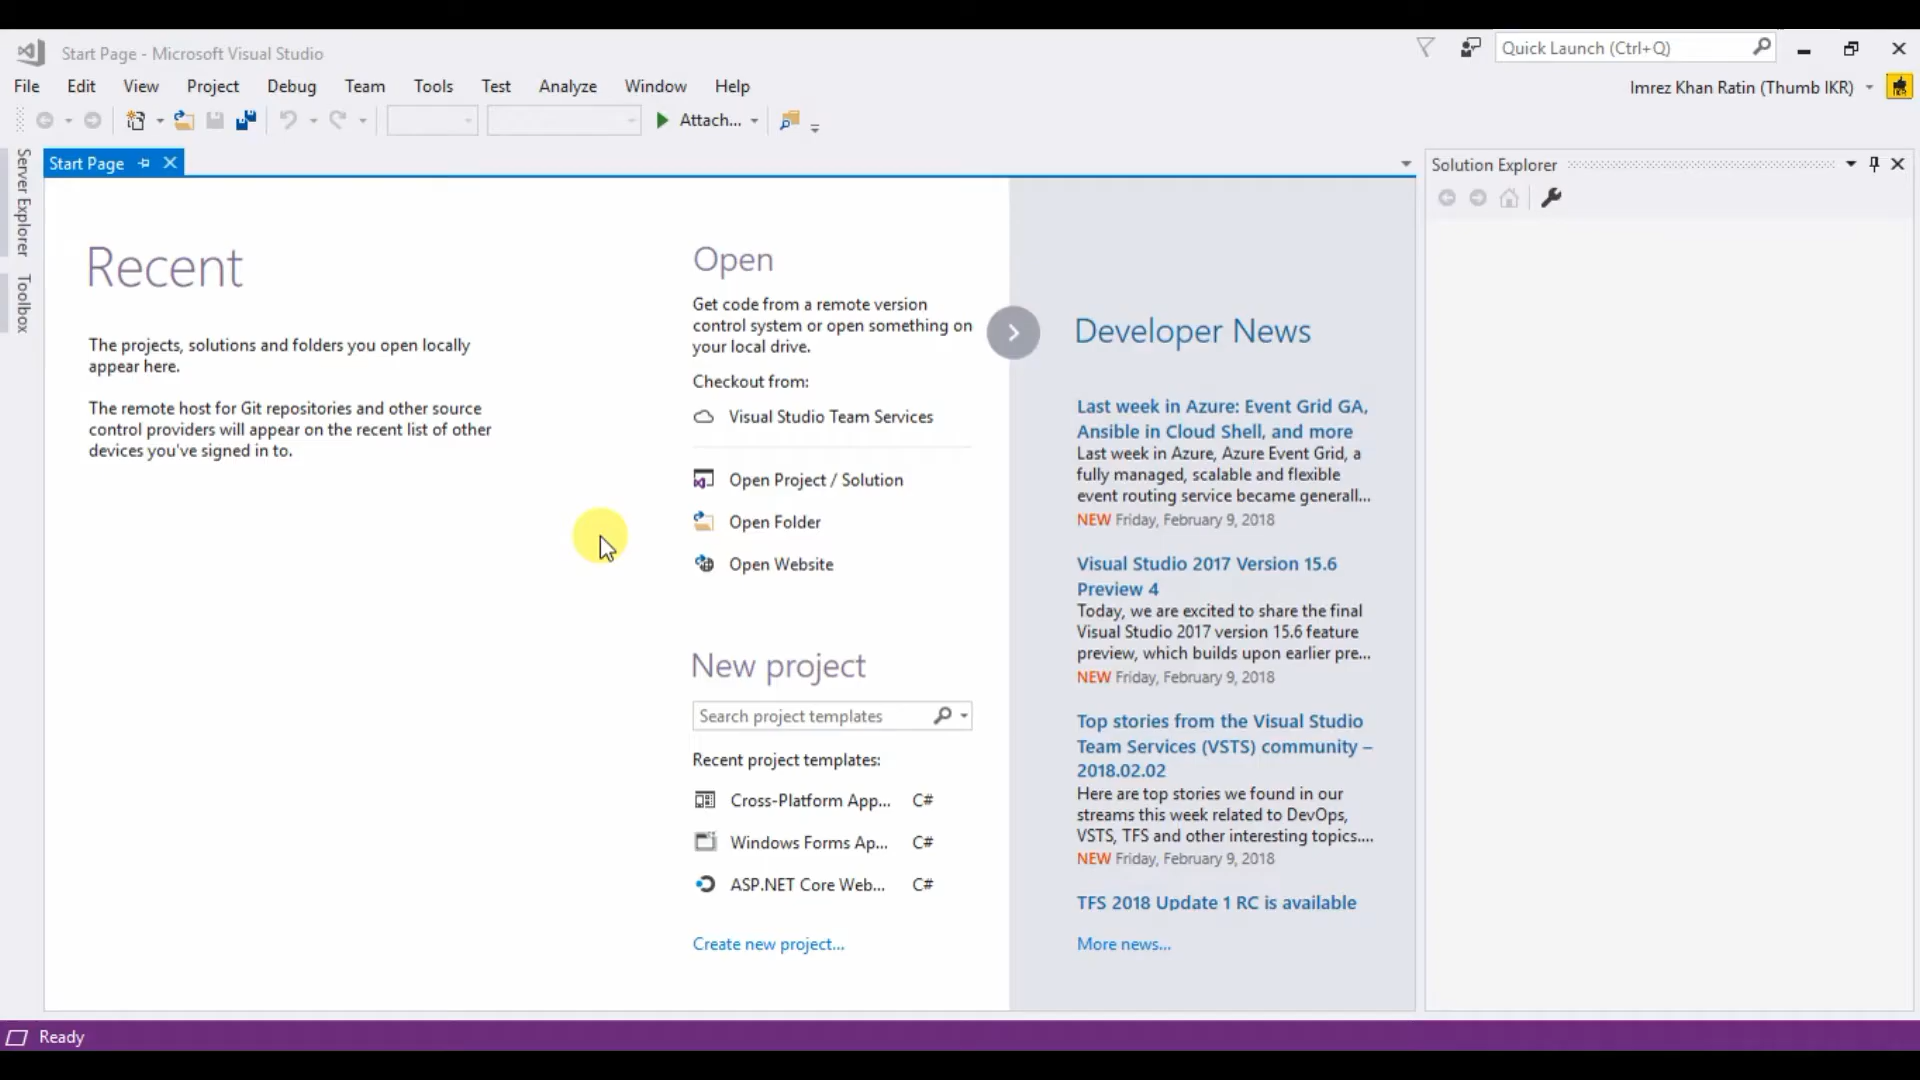 Start Page - Microsoft Visual Studio
Quick Launch (Ctrl+Q)
File Edit View Project Debug Team Tools Test Analyze Window Help
Imrez Khan Ratin (Thumb IKR)
Attach...
Server Explorer
Toolbox
Start Page
Solution Explorer
Recent
The projects, solutions and folders you open locally
appear here.
The remote host for Git repositories and other source
control providers will appear on the recent list of other
devices you've signed in to.
Open
Get code from a remote version
control system or open something on
your local drive.
Checkout from:
Visual Studio Team Services
Open Project / Solution
Open Folder
Open Website
New project
Search project templates
Recent project templates:
Cross-Platform App... C#
Windows Forms Ap... C#
ASP.NET Core Web... C#
Create new project...
Developer News
Last week in Azure: Event Grid GA,
Ansible in Cloud Shell, and more
Last week in Azure, Azure Event Grid, a
fully managed, scalable and flexible
event routing service became generall...
NEW Friday, February 9, 2018
Visual Studio 2017 Version 15.6
Preview 4
Today, we are excited to share the final
Visual Studio 2017 version 15.6 feature
preview, which builds upon earlier pre...
NEW Friday, February 9, 2018
Top stories from the Visual Studio
Team Services (VSTS) community –
2018.02.02
Here are top stories we found in our
streams this week related to DevOps,
VSTS, TFS and other interesting topics....
NEW Friday, February 9, 2018
TFS 2018 Update 1 RC is available
More news...
Ready